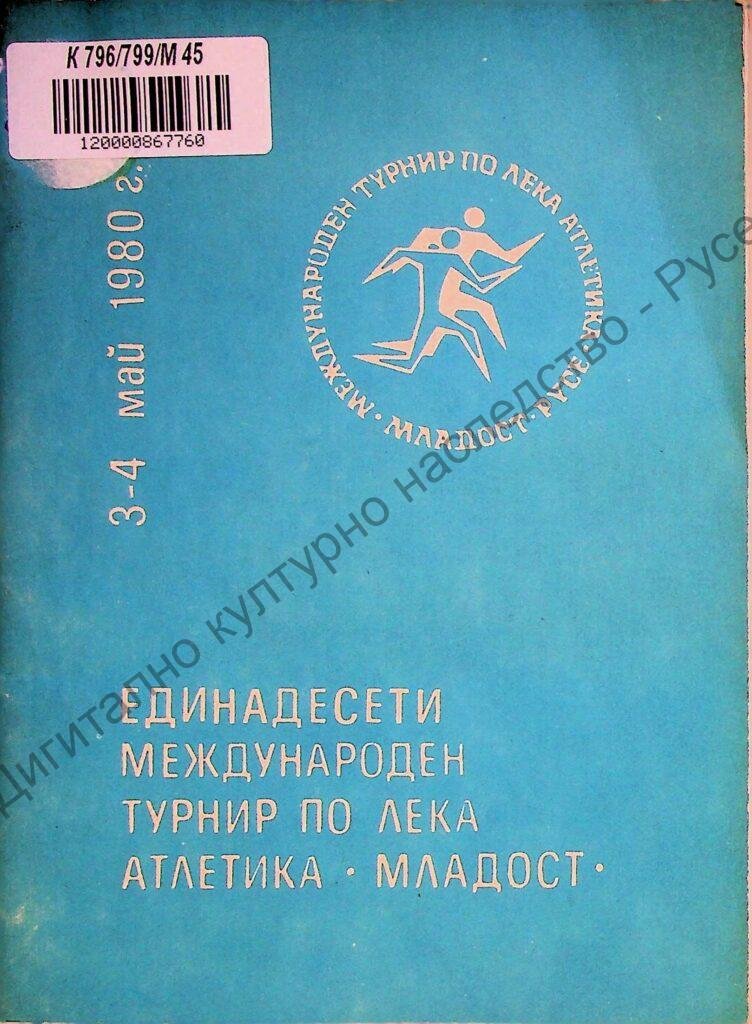 К 796/799/М 45
120000867760
3-4 май 1980 г.
МЕЖДУНАРОДЕН ТУРНИР ПО ЛЕКА АТЛЕТИКА · МЛАДОСТ · РУСЕ ·
ЕДИНАДЕСЕТИ
МЕЖДУНАРОДЕН
ТУРНИР ПО ЛЕКА
АТЛЕТИКА · МЛАДОСТ ·
Дигитално културно наследство - Русе